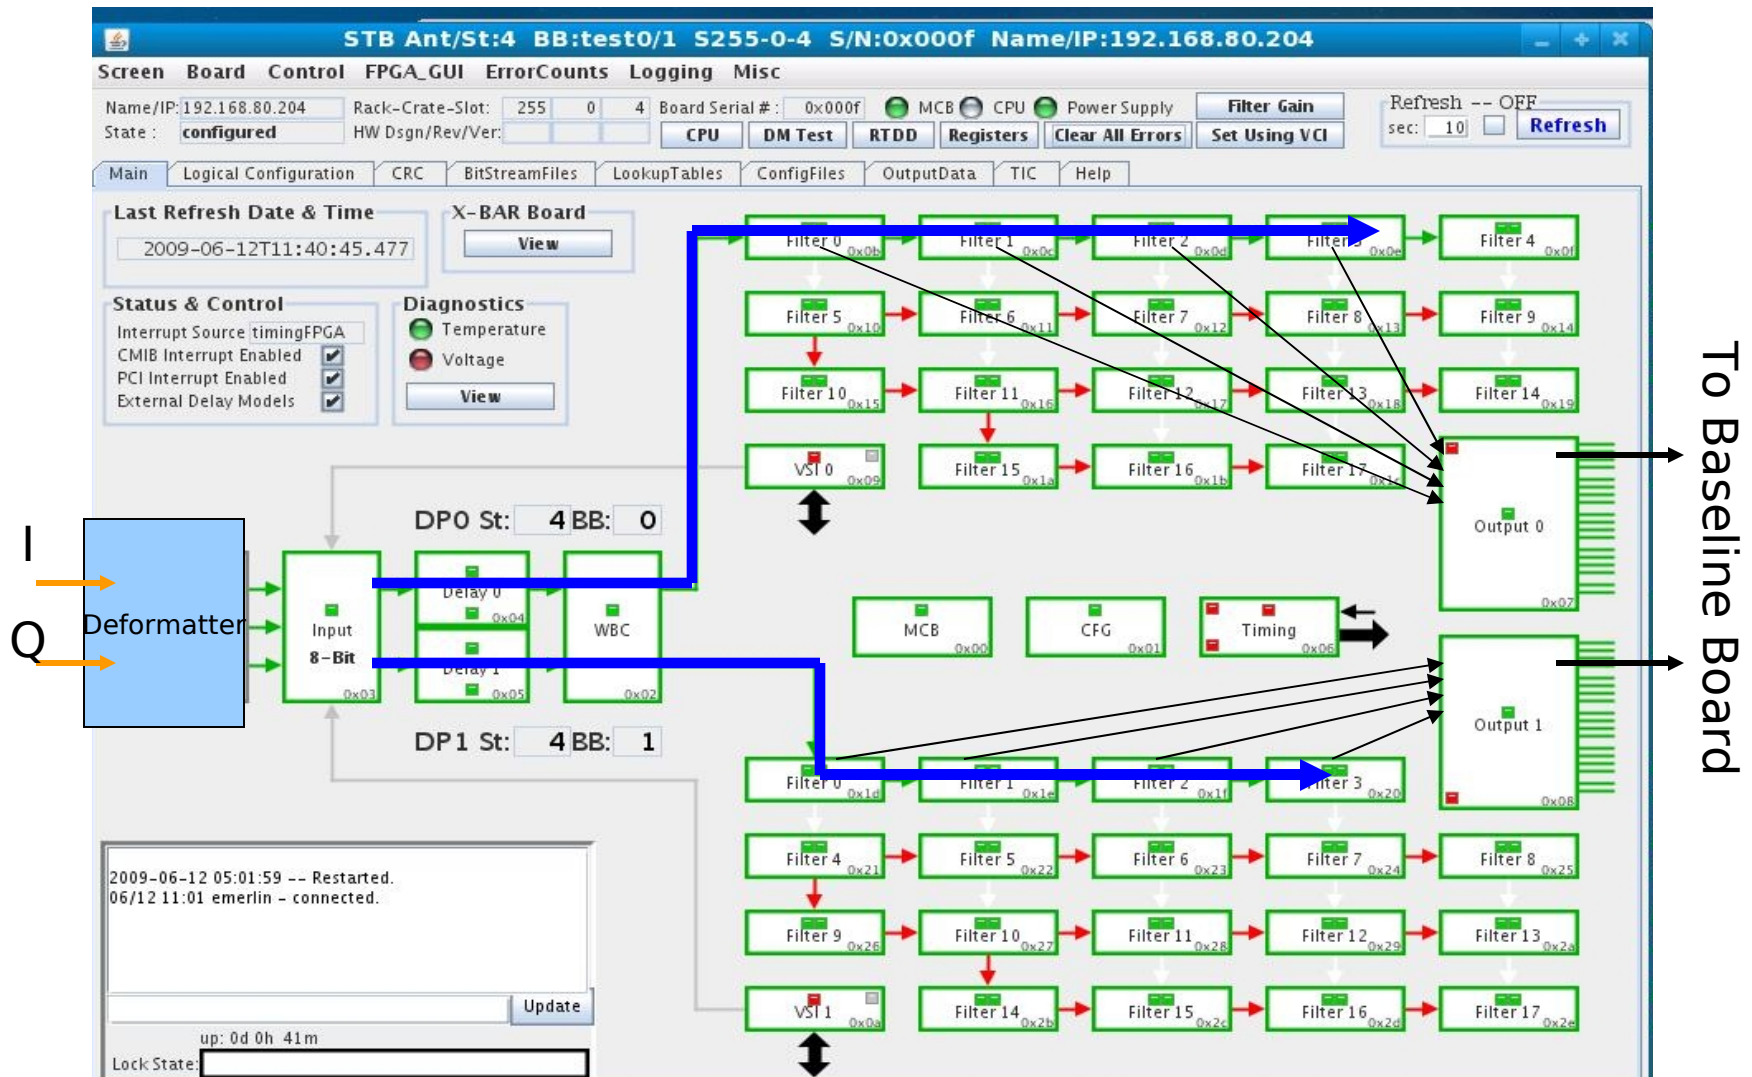 STB Ant/St:4 BB:test0/1 S255-0-4 S/N:0x000f Name/IP:192.168.80.204
Screen Board Control FPGA_GUI ErrorCounts Logging Misc
Name/IP: 192.168.80.204 Rack-Crate-Slot: 255 0 4 Board Serial # : 0x000f MCB CPU Power Supply Filter Gain Refresh -- OFF
State : configured HW Dsgn/Rev/Ver: CPU DM Test RTDD Registers Clear All Errors Set Using VCI sec: 10 Refresh
Main Logical Configuration CRC BitStreamFiles LookupTables ConfigFiles OutputData TIC Help
Last Refresh Date & Time
2009-06-12T11:40:45.477
X-BAR Board
View
Status & Control
Interrupt Source timingFPGA
CMIB Interrupt Enabled
PCI Interrupt Enabled
External Delay Models
Diagnostics
Temperature
Voltage
View
Filter 0 0x0b Filter 1 0x0c Filter 2 0x0d Filter 3 0x0e Filter 4 0x0f
Filter 5 0x10 Filter 6 0x11 Filter 7 0x12 Filter 8 0x13 Filter 9 0x14
Filter 10 0x15 Filter 11 0x16 Filter 12 0x17 Filter 13 0x18 Filter 14 0x19
VSI 0 0x09 Filter 15 0x1a Filter 16 0x1b Filter 17 0x1c
Output 0 0x07
DP0 St: 4 BB: 0
I
Q
Deformatter
Input
8-Bit
0x03
Delay 0 0x04
Delay 1 0x05
WBC 0x02
MCB 0x00
CFG 0x01
Timing 0x06
DP1 St: 4 BB: 1
Output 1 0x08
To Baseline Board
Filter 0 0x1d Filter 1 0x1e Filter 2 0x1f Filter 3 0x20
Filter 4 0x21 Filter 5 0x22 Filter 6 0x23 Filter 7 0x24 Filter 8 0x25
Filter 9 0x26 Filter 10 0x27 Filter 11 0x28 Filter 12 0x29 Filter 13 0x2a
VSI 1 0x0a Filter 14 0x2b Filter 15 0x2c Filter 16 0x2d Filter 17 0x2e
2009-06-12 05:01:59 -- Restarted.
06/12 11:01 emerlin - connected.
Update
up: 0d 0h 41m
Lock State: